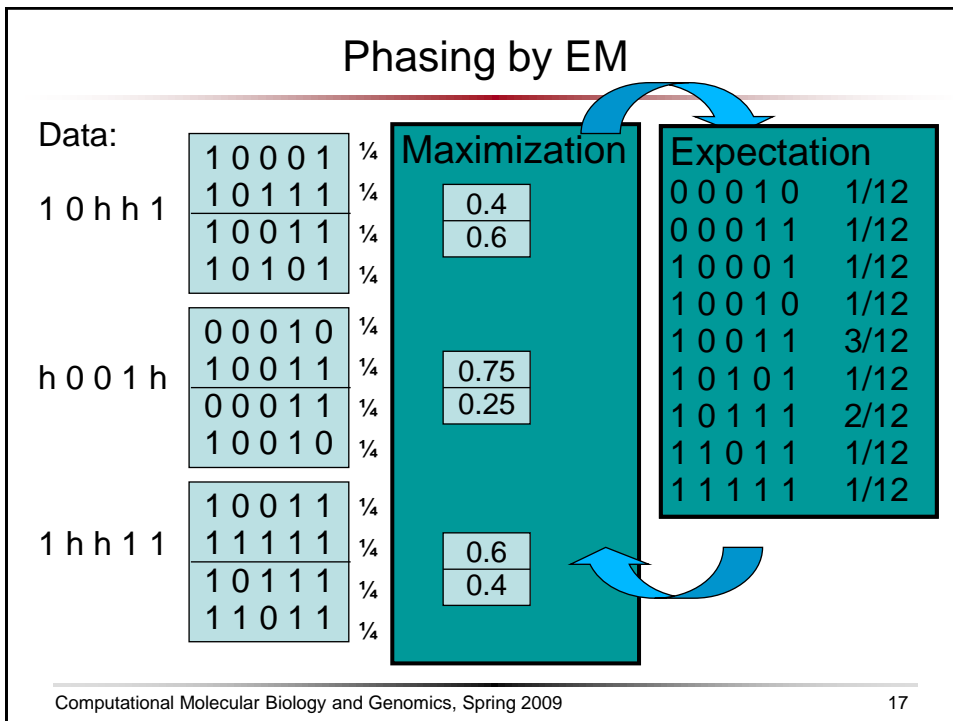 Phasing by EM
Data:
1 0 h h 1
1 0 0 0 1 ¼
1 0 1 1 1 ¼
1 0 0 1 1 ¼
1 0 1 0 1 ¼
h 0 0 1 h
0 0 0 1 0 ¼
1 0 0 1 1 ¼
0 0 0 1 1 ¼
1 0 0 1 0 ¼
1 h h 1 1
1 0 0 1 1 ¼
1 1 1 1 1 ¼
1 0 1 1 1 ¼
1 1 0 1 1 ¼
Maximization
0.4
0.6
0.75
0.25
0.6
0.4
Expectation
0 0 0 1 0 1/12
0 0 0 1 1 1/12
1 0 0 0 1 1/12
1 0 0 1 0 1/12
1 0 0 1 1 3/12
1 0 1 0 1 1/12
1 0 1 1 1 2/12
1 1 0 1 1 1/12
1 1 1 1 1 1/12
Computational Molecular Biology and Genomics, Spring 2009 17